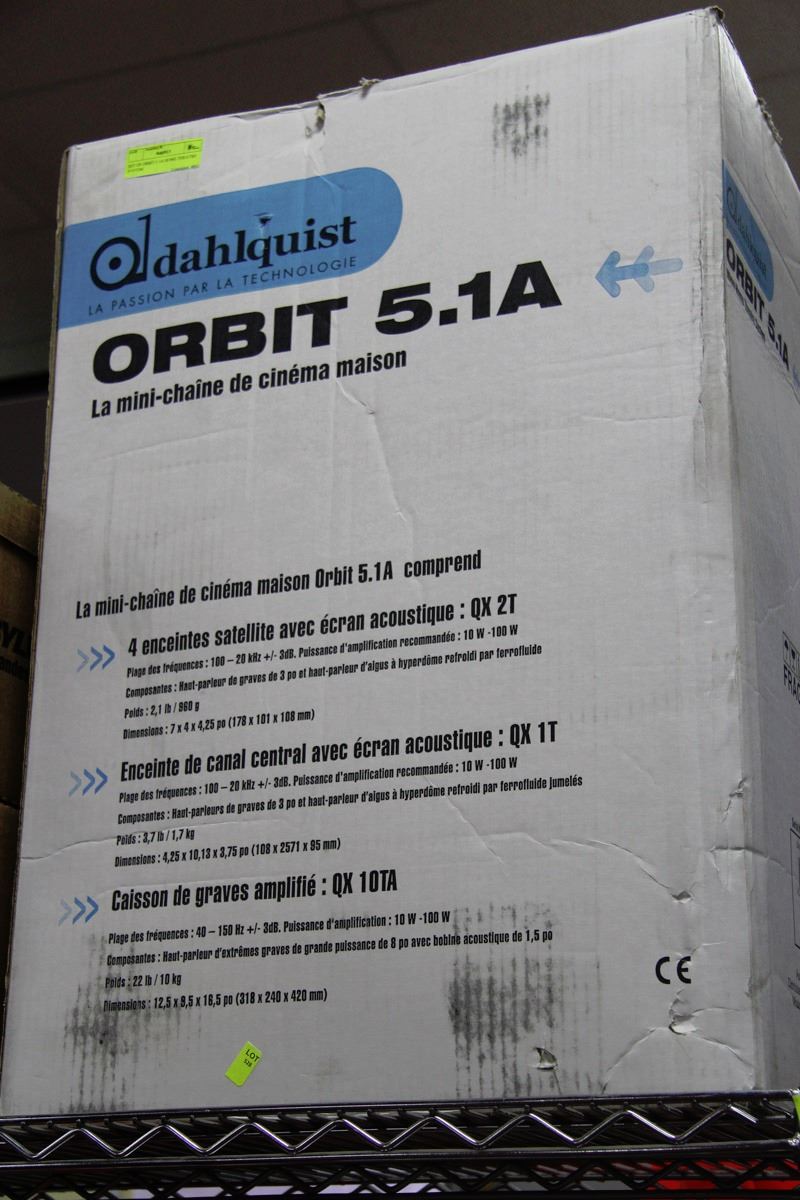 dahlquist
LA PASSION PAR LA TECHNOLOGIE
ORBIT 5.1A
La mini-chaîne de cinéma maison
La mini-chaîne de cinéma maison Orbit 5.1A comprend
4 enceintes satellite avec écran acoustique : QX 2T
Plage des fréquences : 100 – 20 kHz +/- 3dB. Puissance d'amplification recommandée : 10 W -100 W
Composantes : Haut-parleur de graves de 3 po et haut-parleur d'aigus à hyperdôme refroidi par ferrofluide
Poids : 2,1 lb / 960 g
Dimensions : 7 x 4 x 4,25 po (178 x 101 x 108 mm)
Enceinte de canal central avec écran acoustique : QX 1T
Plage des fréquences : 100 – 20 kHz +/- 3dB. Puissance d'amplification recommandée : 10 W -100 W
Composantes : Haut-parleurs de graves de 3 po et haut-parleur d'aigus à hyperdôme refroidi par ferrofluide jumelés
Poids : 3,7 lb / 1,7 kg
Dimensions : 4,25 x 10,13 x 3,75 po (108 x 2571 x 95 mm)
Caisson de graves amplifié : QX 10TA
Plage des fréquences : 40 – 150 Hz +/- 3dB. Puissance d'amplification : 10 W -100 W
Composantes : Haut-parleur d'extrêmes graves de grande puissance de 8 po avec bobine acoustique de 1,5 po
Poids : 22 lb / 10 kg
Dimensions : 12,5 x 9,5 x 16,5 po (318 x 240 x 420 mm)
CE
LOT
528
dahlquist
ORBIT 5.1A